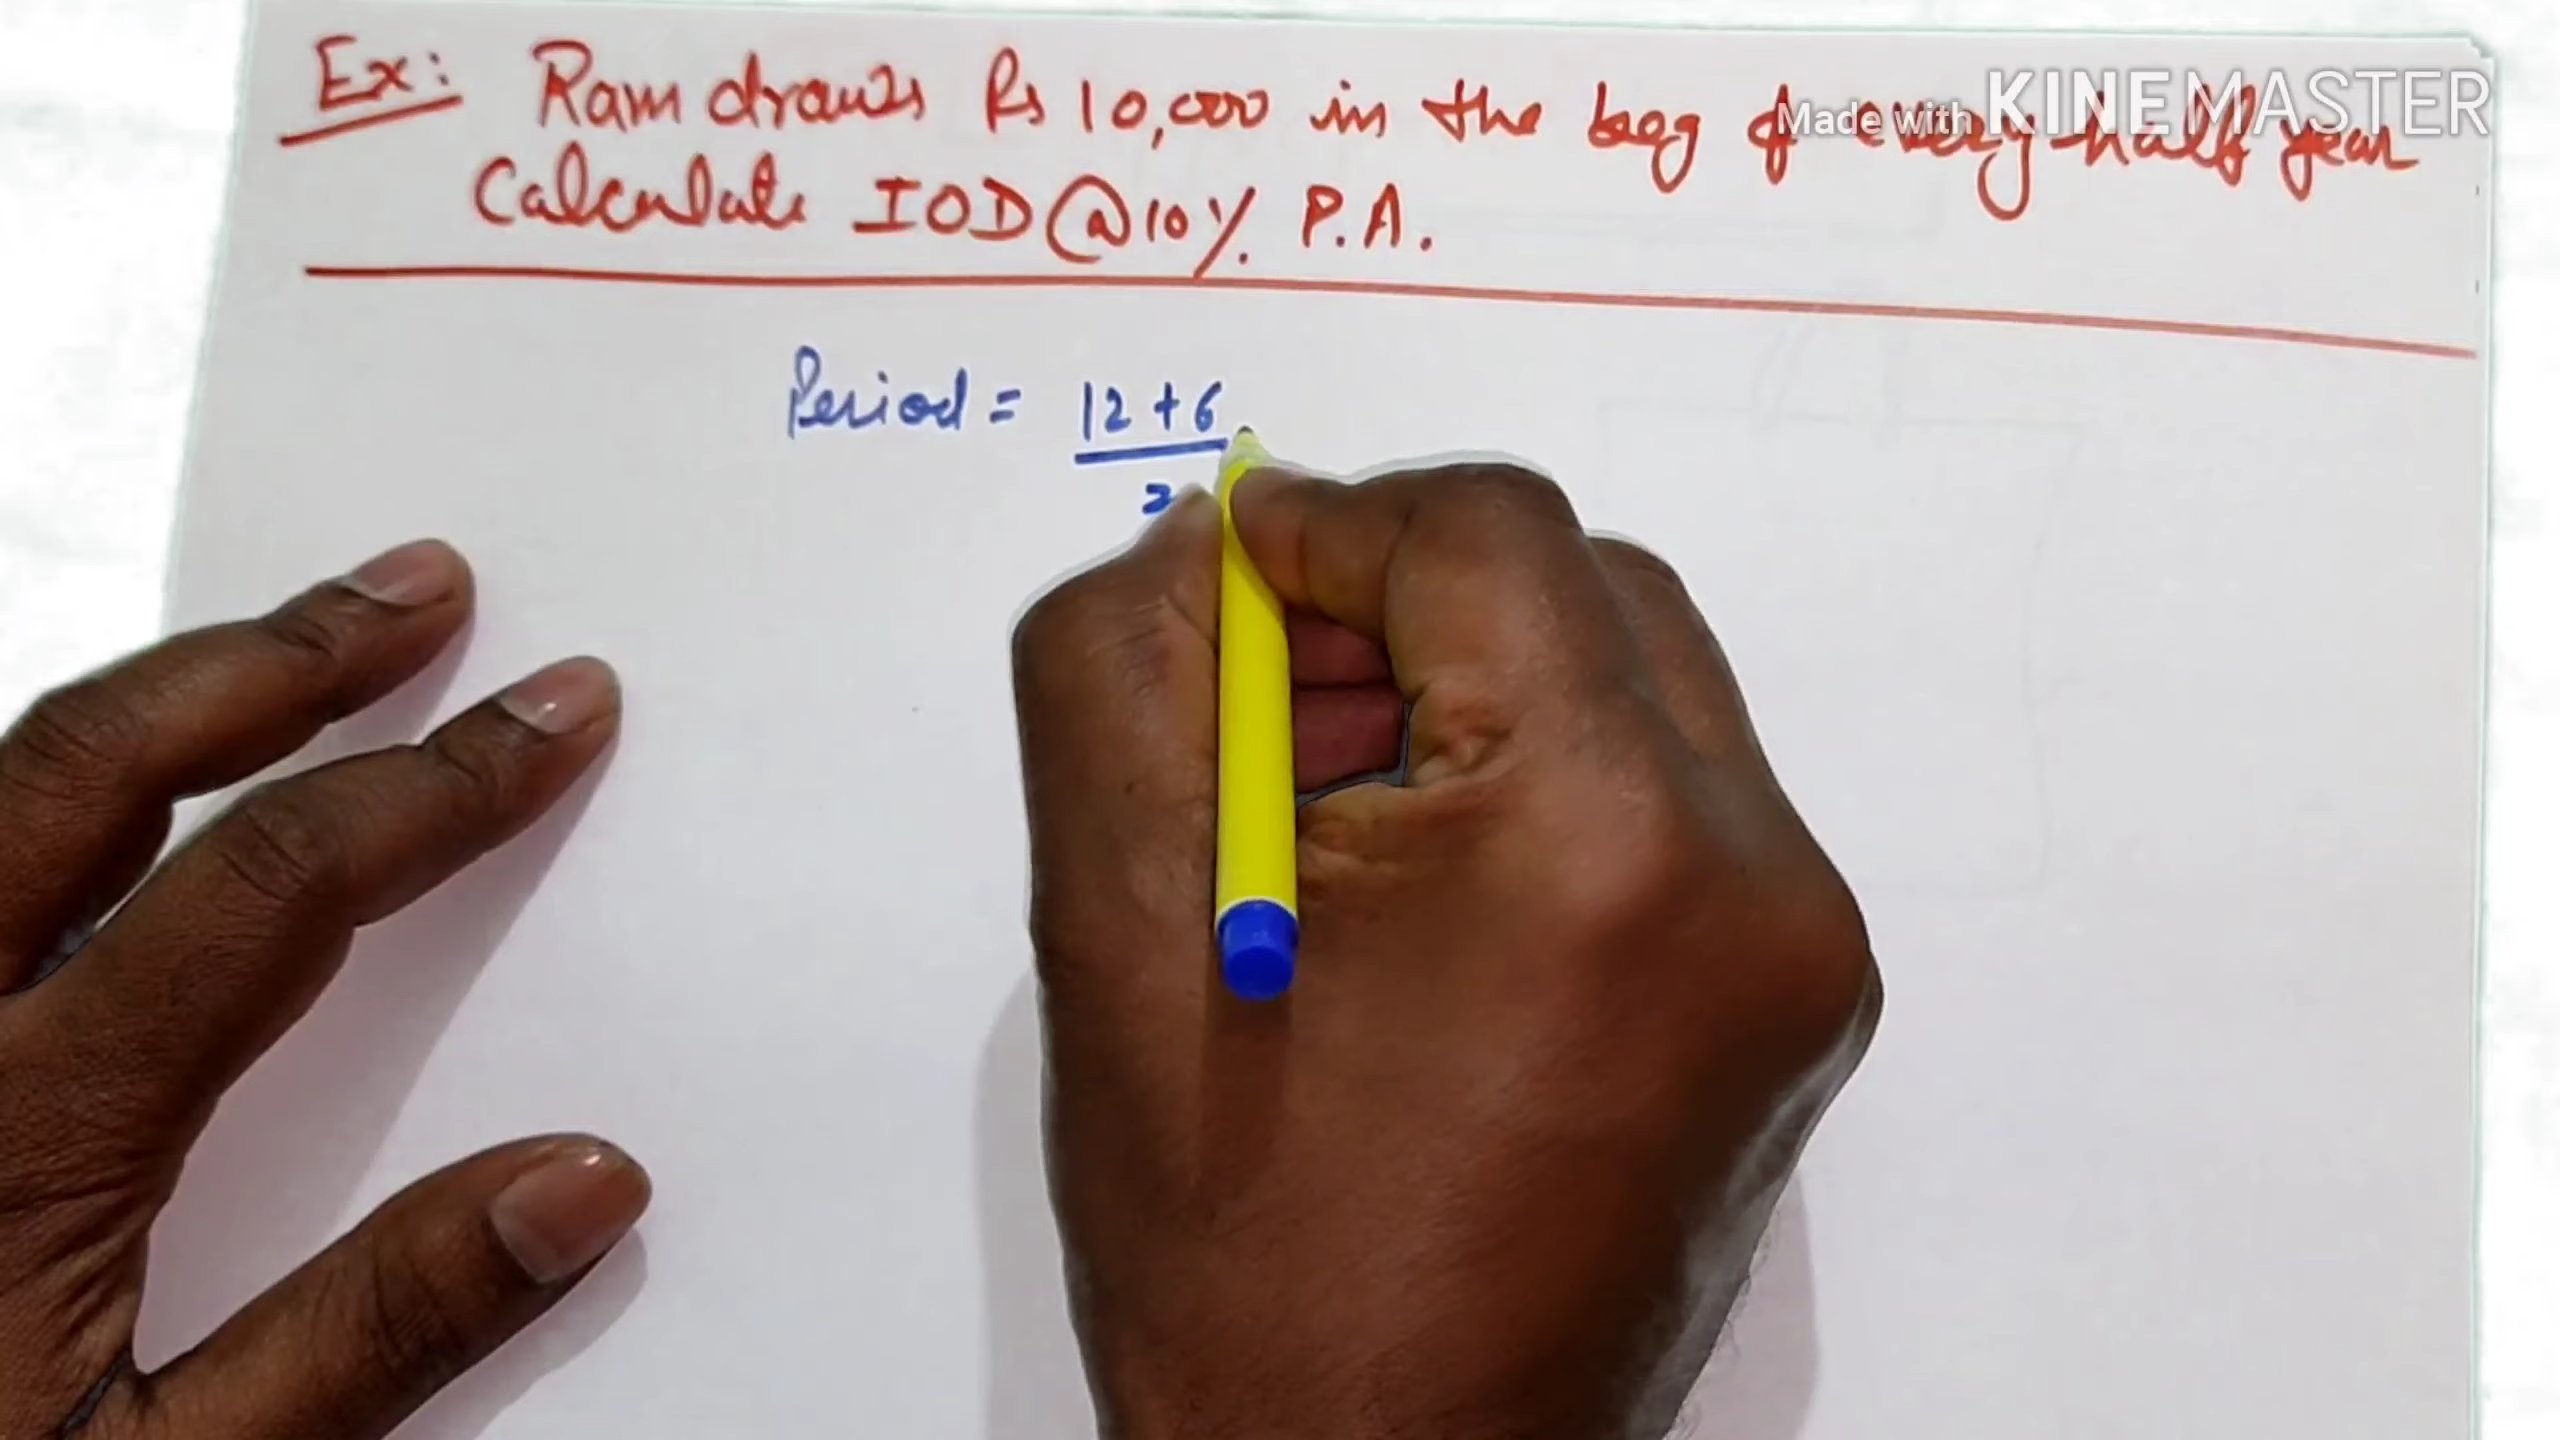 Ex: Ram draws Rs 10,000 in the beg of every half year
Made with KINEMASTER
Calculate IOD @ 10% P.A.
Period = 12 + 6
2